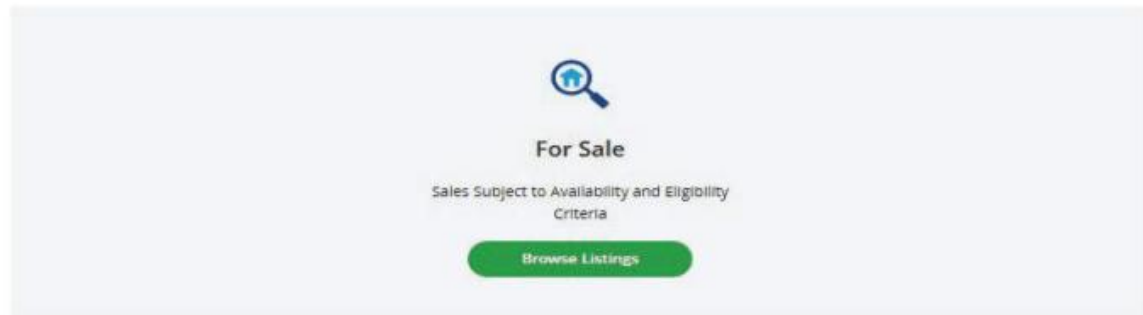 For Sale
Sales Subject to Availability and Eligibility
Criteria
Browse Listings